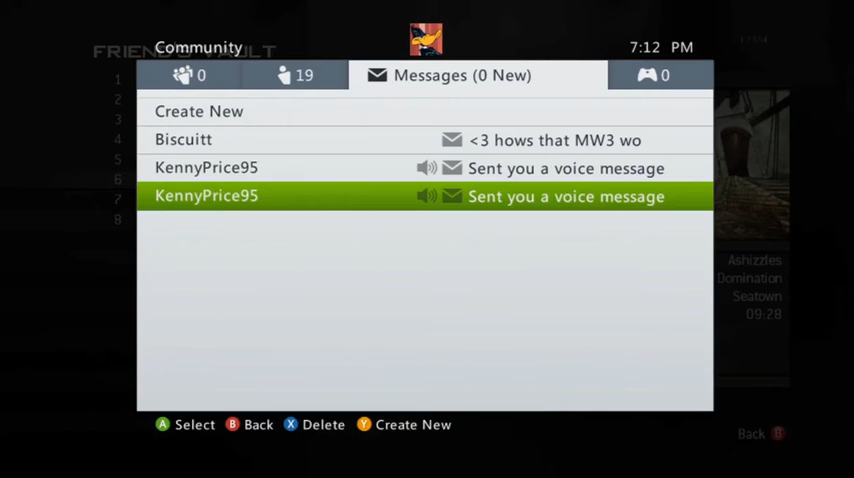 FRIEND'S VAULT
Community
7:12 PM
0
19
Messages (0 New)
0
Create New
Biscuitt
<3 hows that MW3 wo
KennyPrice95
Sent you a voice message
KennyPrice95
Sent you a voice message
1
2
3
4
5
6
7
8
Ashizzles
Domination
Seatown
09:28
A Select B Back X Delete Y Create New
Back B